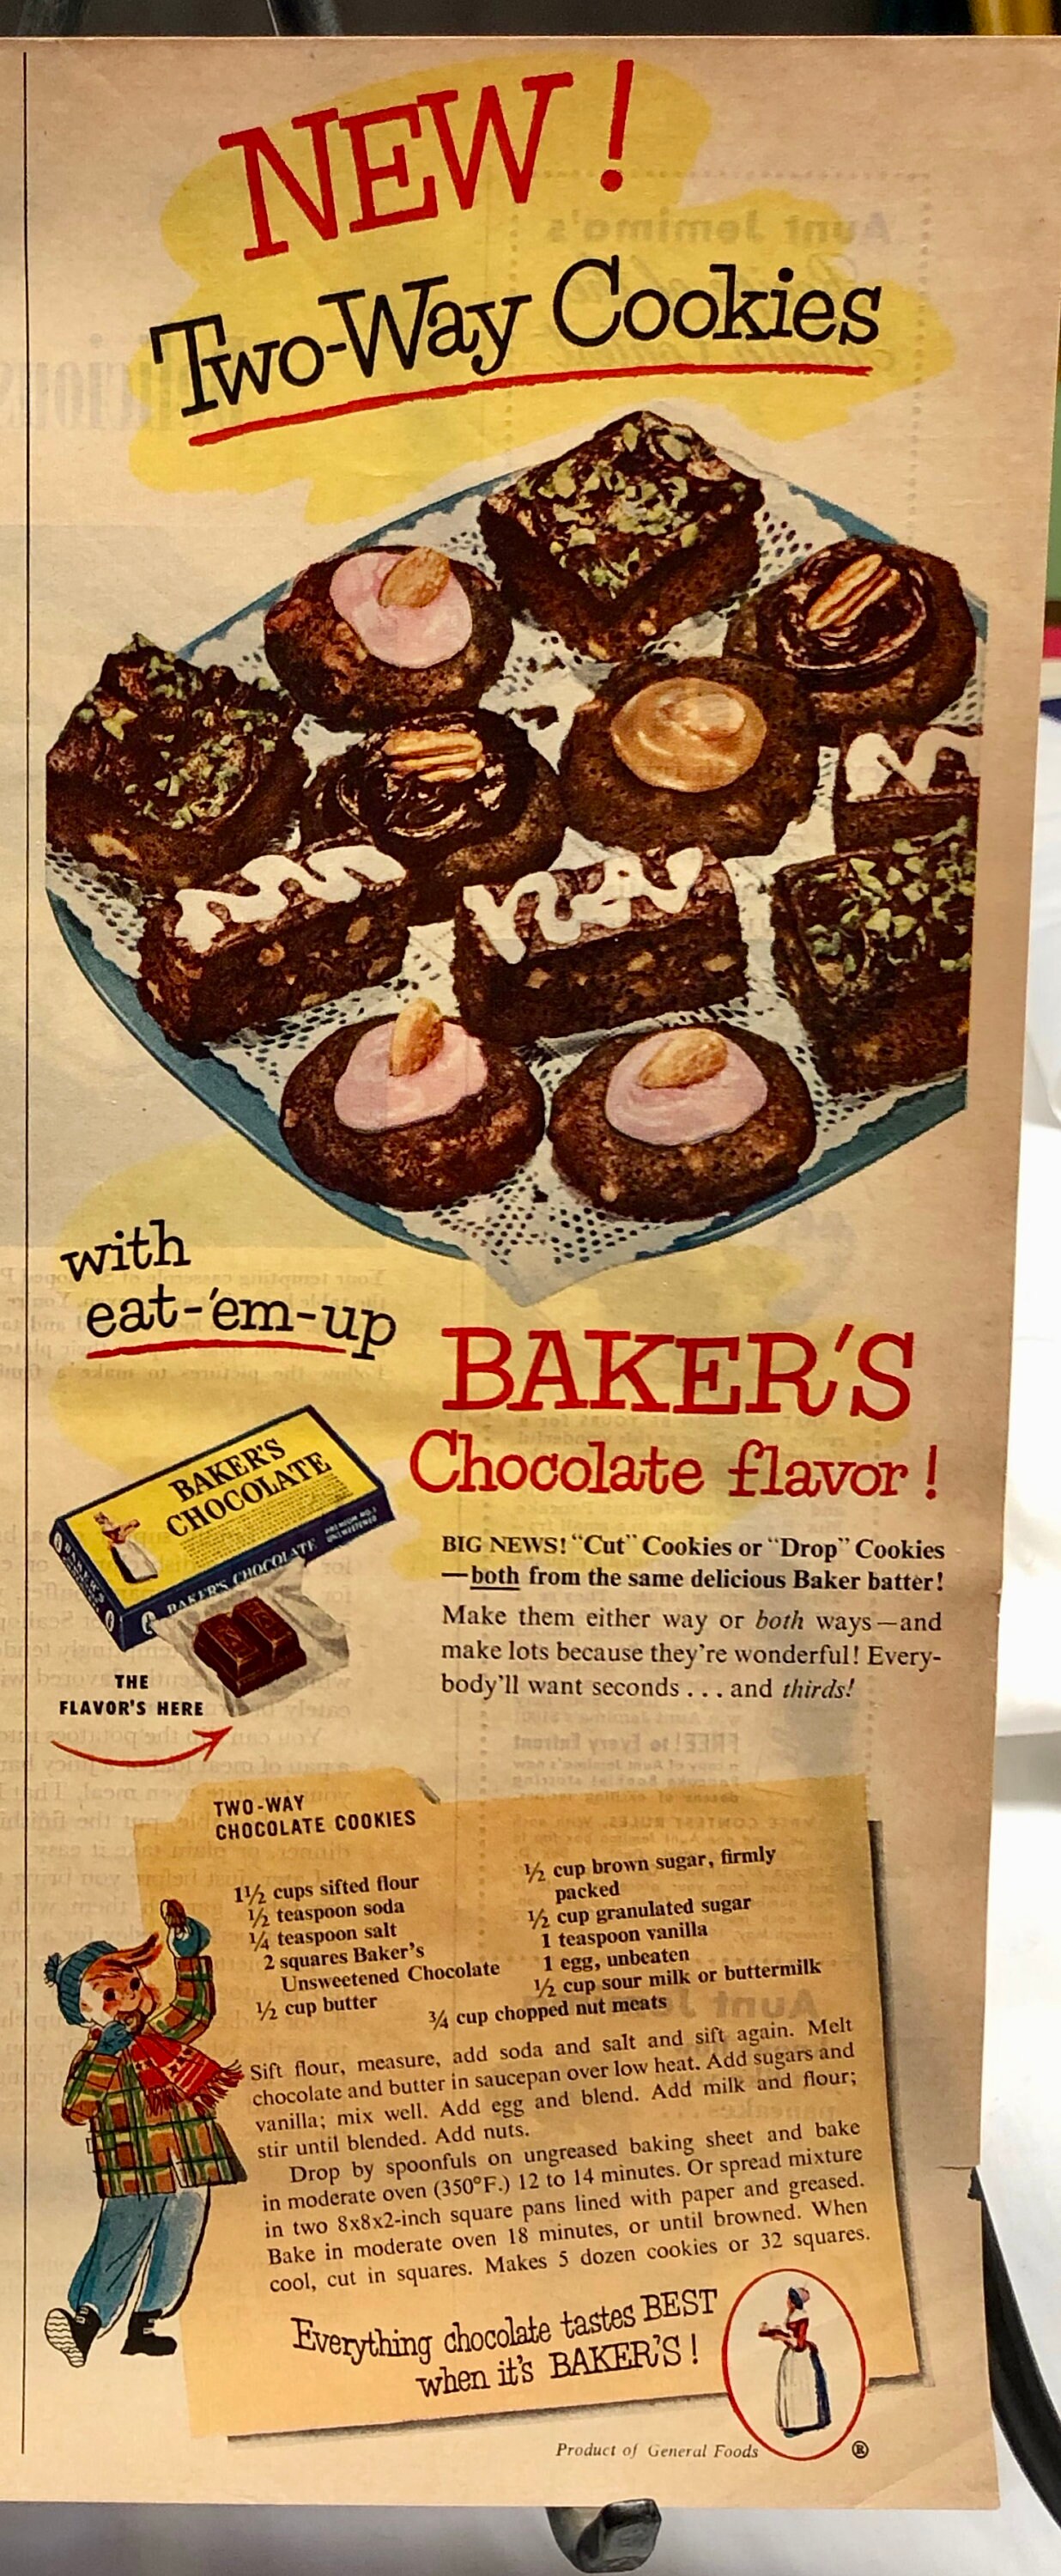 NEW!
Two-Way Cookies
with
eat-'em-up
BAKER'S
Chocolate flavor!
BAKER'S
CHOCOLATE
BAKER'S CHOCOLATE
PREMIUM NO. 1
UNSWEETENED
BAKER'S
THE
FLAVOR'S HERE
BIG NEWS! "Cut" Cookies or "Drop" Cookies
—both from the same delicious Baker batter!
Make them either way or both ways—and
make lots because they're wonderful! Every-
body'll want seconds . . . and thirds!
TWO-WAY
CHOCOLATE COOKIES
1½ cups sifted flour
½ teaspoon soda
¼ teaspoon salt
2 squares Baker's
Unsweetened Chocolate
½ cup butter
½ cup brown sugar, firmly
packed
½ cup granulated sugar
1 teaspoon vanilla
1 egg, unbeaten
½ cup sour milk or buttermilk
¾ cup chopped nut meats
Sift flour, measure, add soda and salt and sift again. Melt
chocolate and butter in saucepan over low heat. Add sugars and
vanilla; mix well. Add egg and blend. Add milk and flour;
stir until blended. Add nuts.
Drop by spoonfuls on ungreased baking sheet and bake
in moderate oven (350°F.) 12 to 14 minutes. Or spread mixture
in two 8x8x2-inch square pans lined with paper and greased.
Bake in moderate oven 18 minutes, or until browned. When
cool, cut in squares. Makes 5 dozen cookies or 32 squares.
Everything chocolate tastes BEST
when it's BAKER'S!
Product of General Foods
®